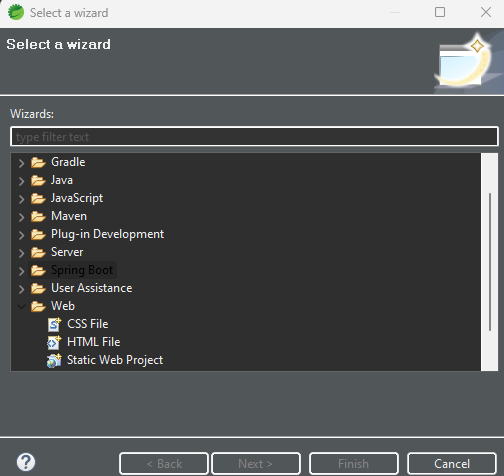 Select a wizard
Select a wizard
Wizards:
type filter text
Gradle
Java
JavaScript
Maven
Plug-in Development
Server
Spring Boot
User Assistance
Web
CSS File
HTML File
Static Web Project
?
< Back
Next >
Finish
Cancel